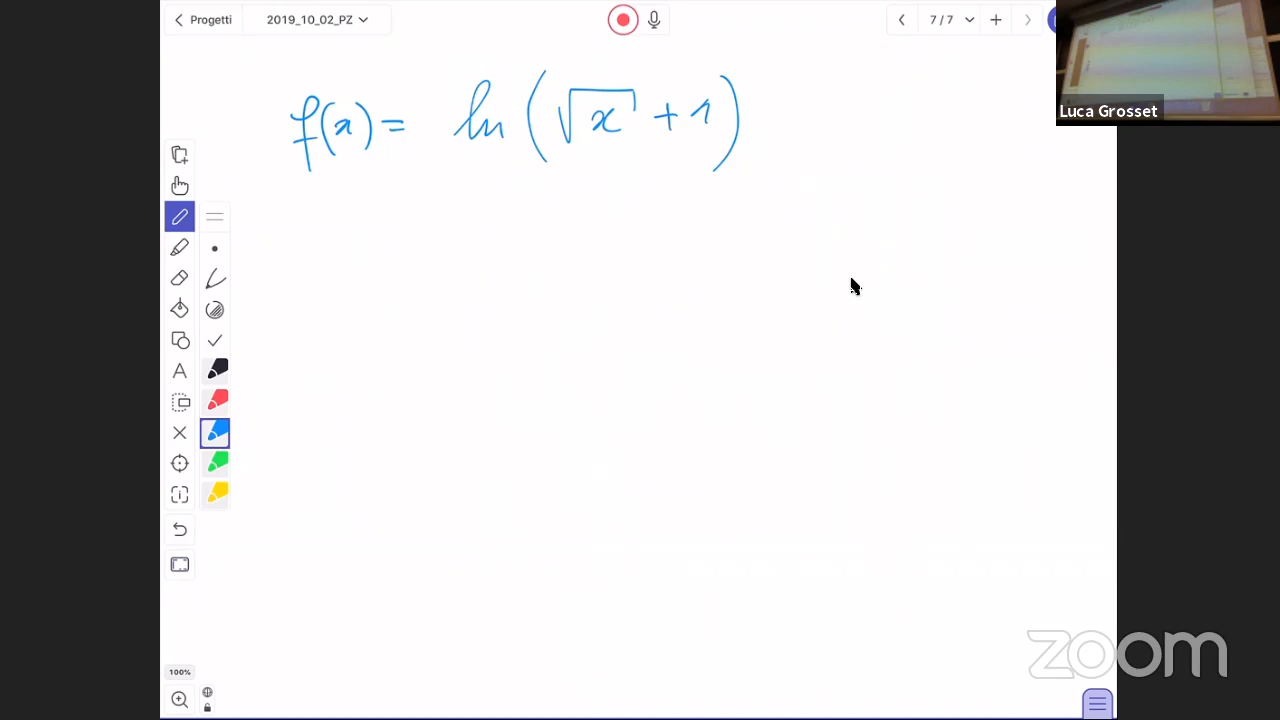 Progetti 2019_10_02_PZ 7 / 7
Luca Grosset
f(x) = ln (√x + 1)
A
100%
zoom